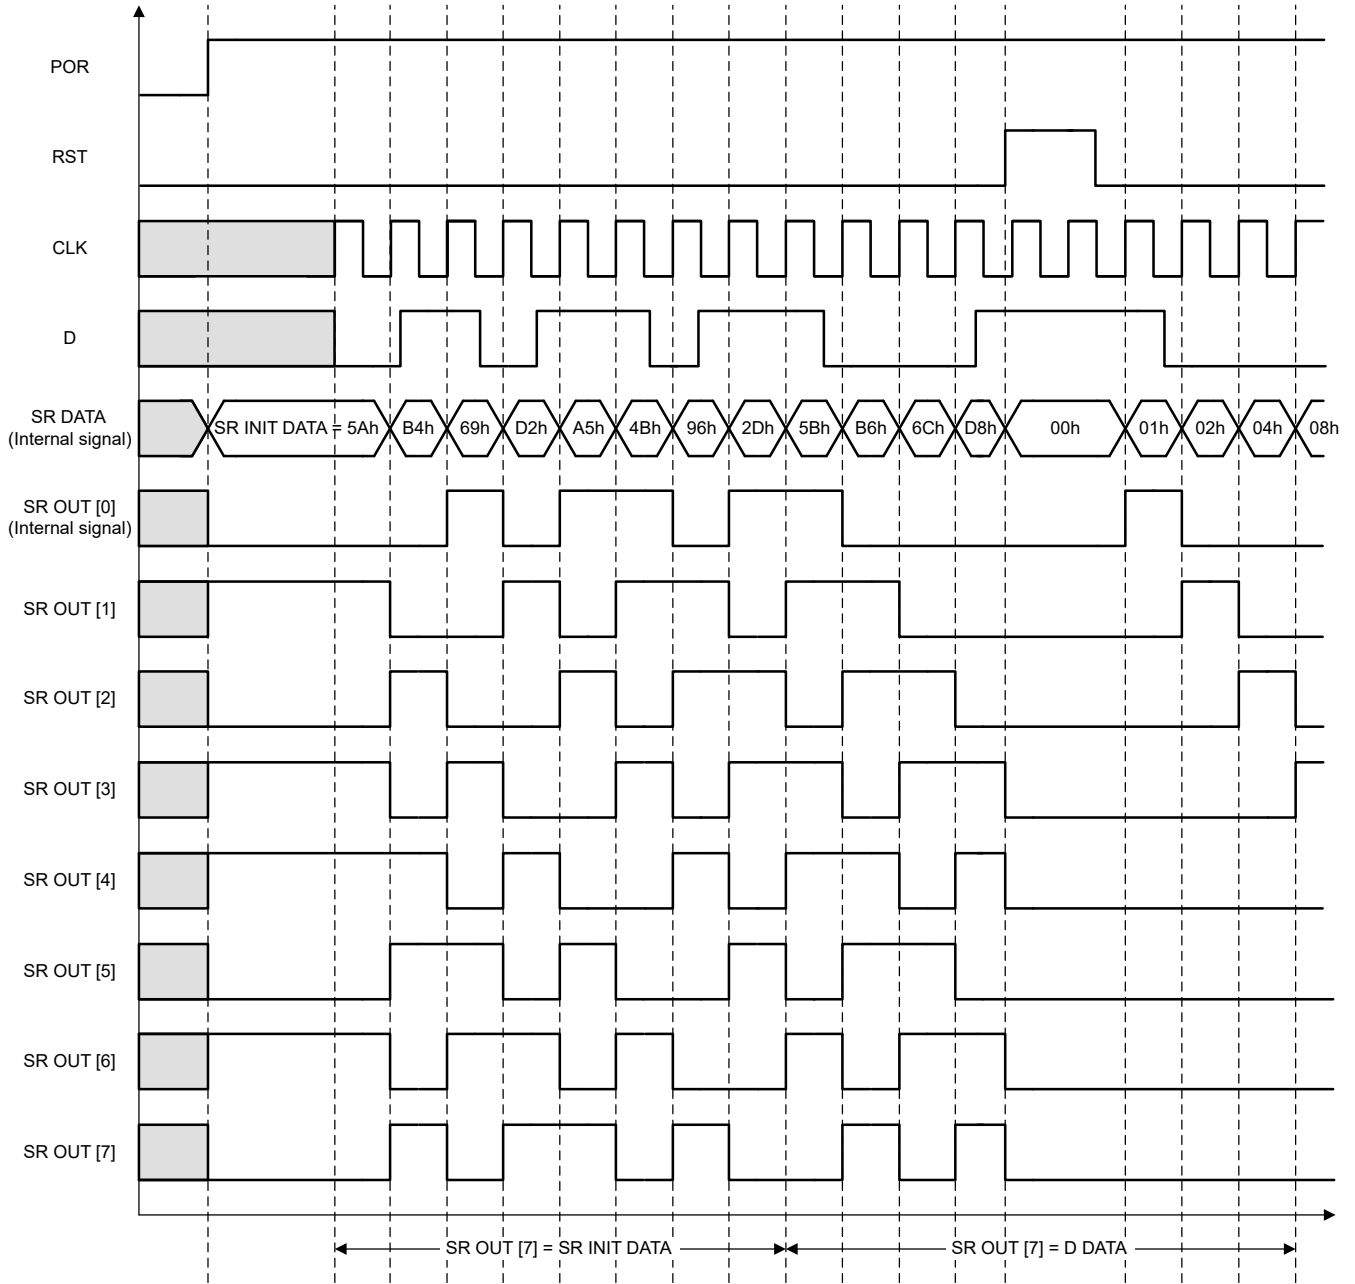 POR
RST
CLK
D
SR DATA
(Internal signal)
SR INIT DATA = 5Ah B4h 69h D2h A5h 4Bh 96h 2Dh 5Bh B6h 6Ch D8h 00h 01h 02h 04h 08h
SR OUT [0]
(Internal signal)
SR OUT [1]
SR OUT [2]
SR OUT [3]
SR OUT [4]
SR OUT [5]
SR OUT [6]
SR OUT [7]
SR OUT [7] = SR INIT DATA SR OUT [7] = D DATA